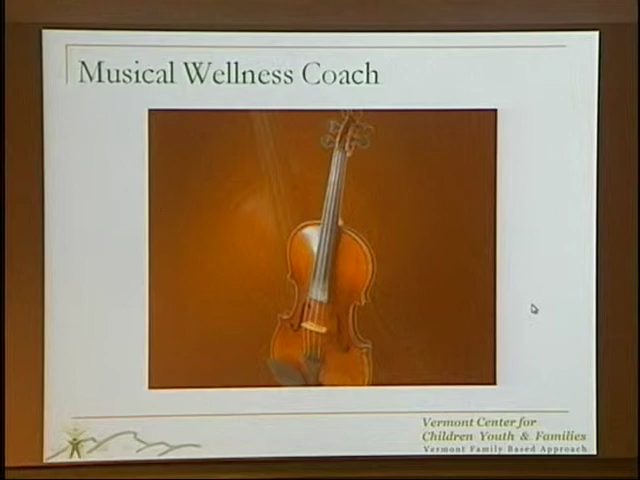 Musical Wellness Coach
Vermont Center for
Children Youth & Families
Vermont Family Based Approach